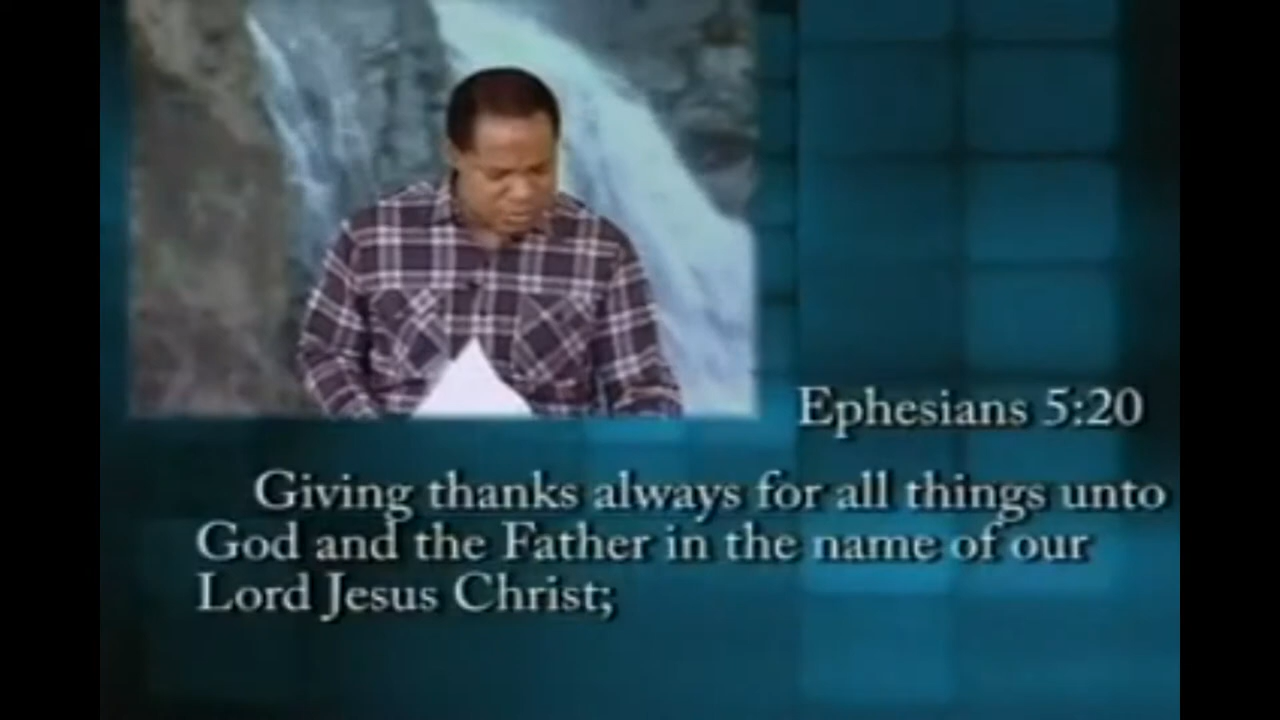 Ephesians 5:20
Giving thanks always for all things unto
God and the Father in the name of our
Lord Jesus Christ;